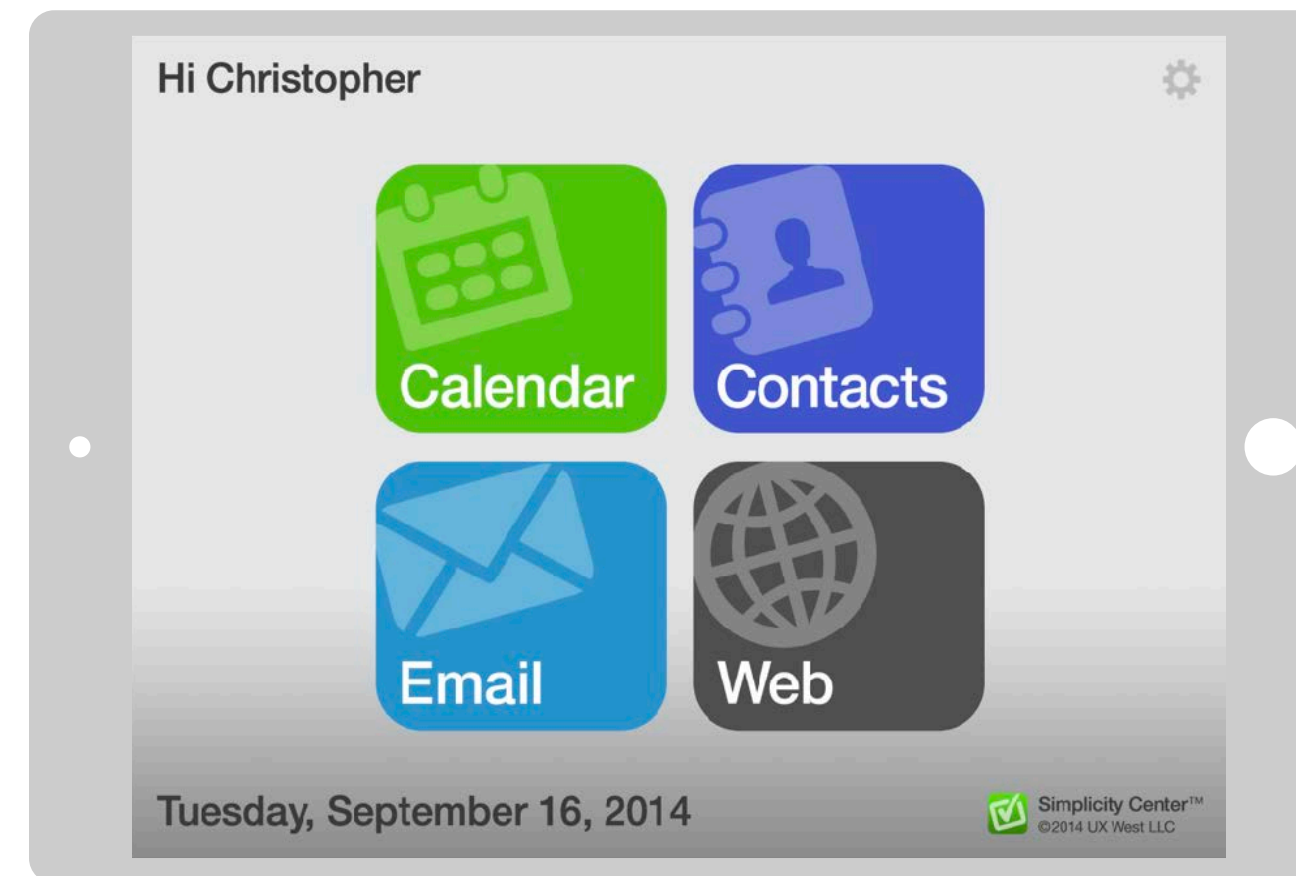 Hi Christopher
Calendar
Contacts
Email
Web
Tuesday, September 16, 2014
Simplicity Center™
©2014 UX West LLC